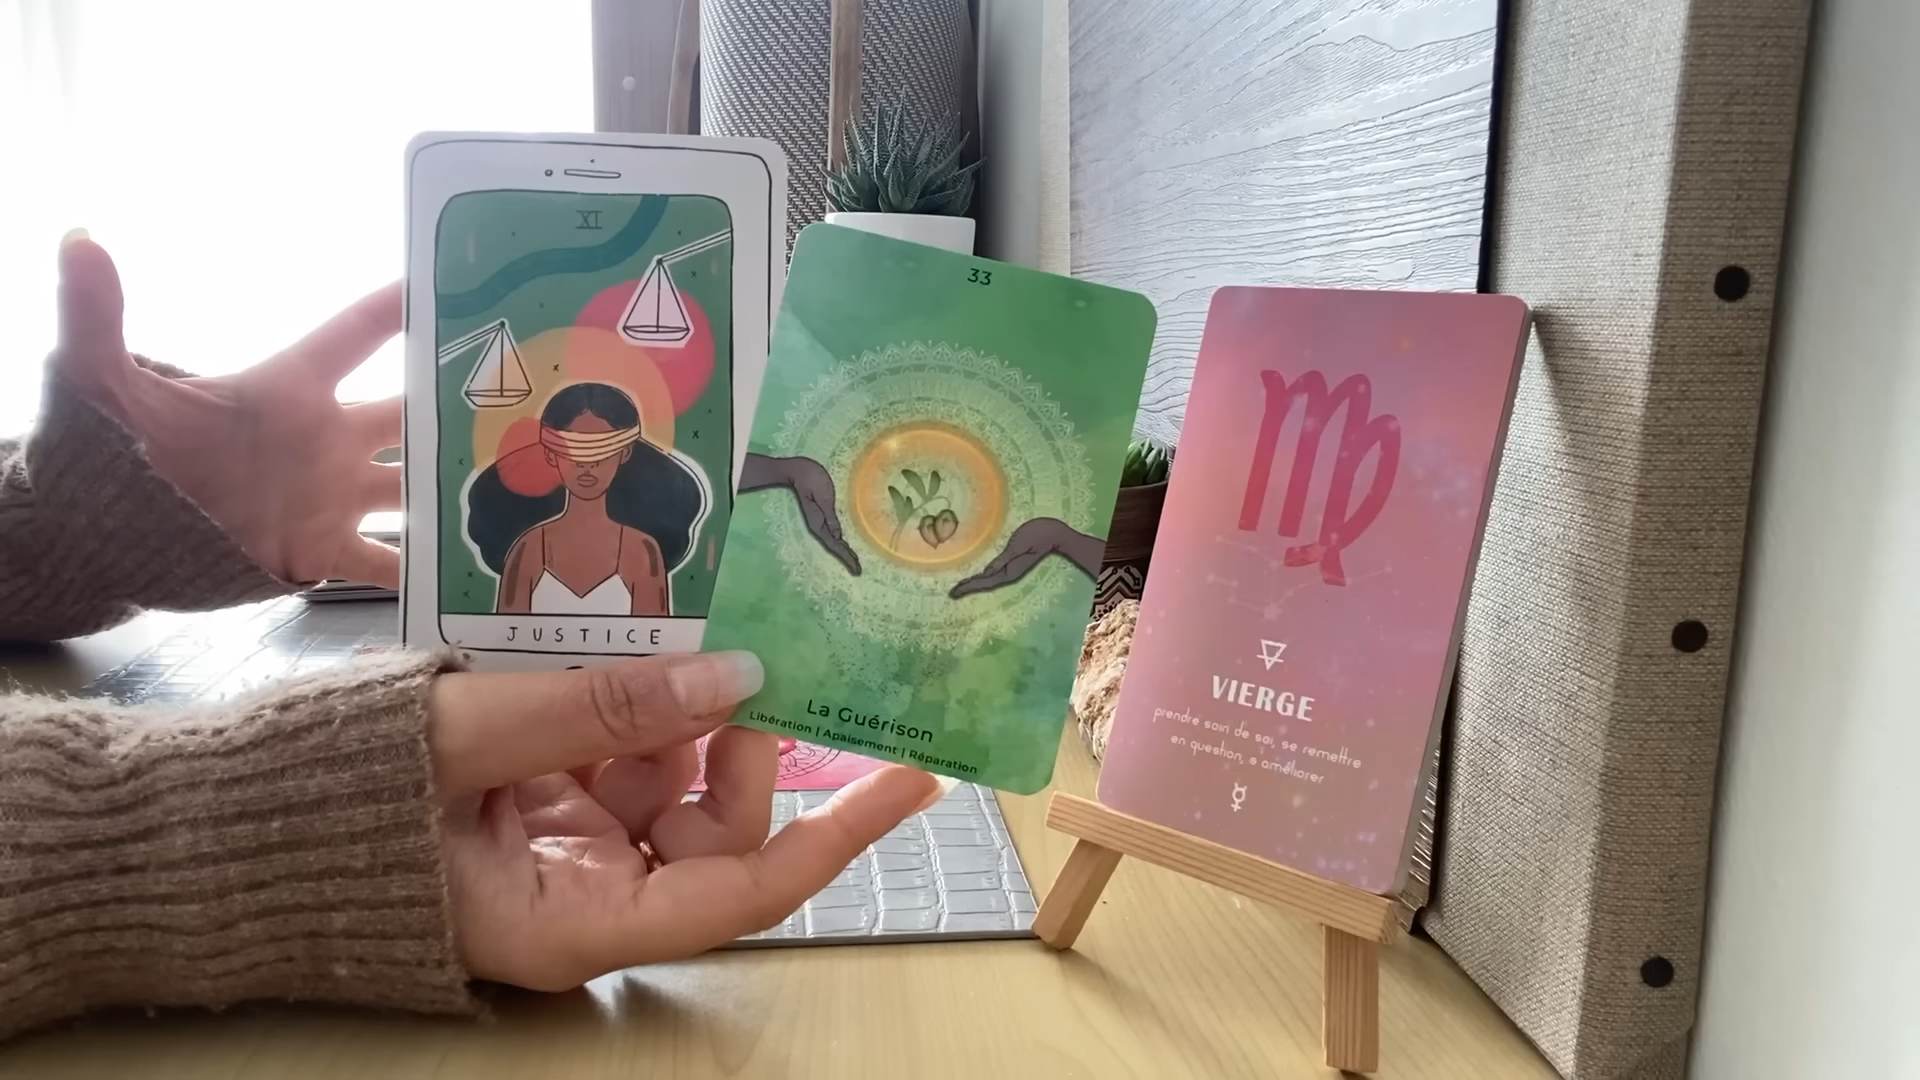 XI
JUSTICE
33
La Guérison
Libération | Apaisement | Réparation
VIERGE
prendre soin de soi, se remettre
en question, s améliorer